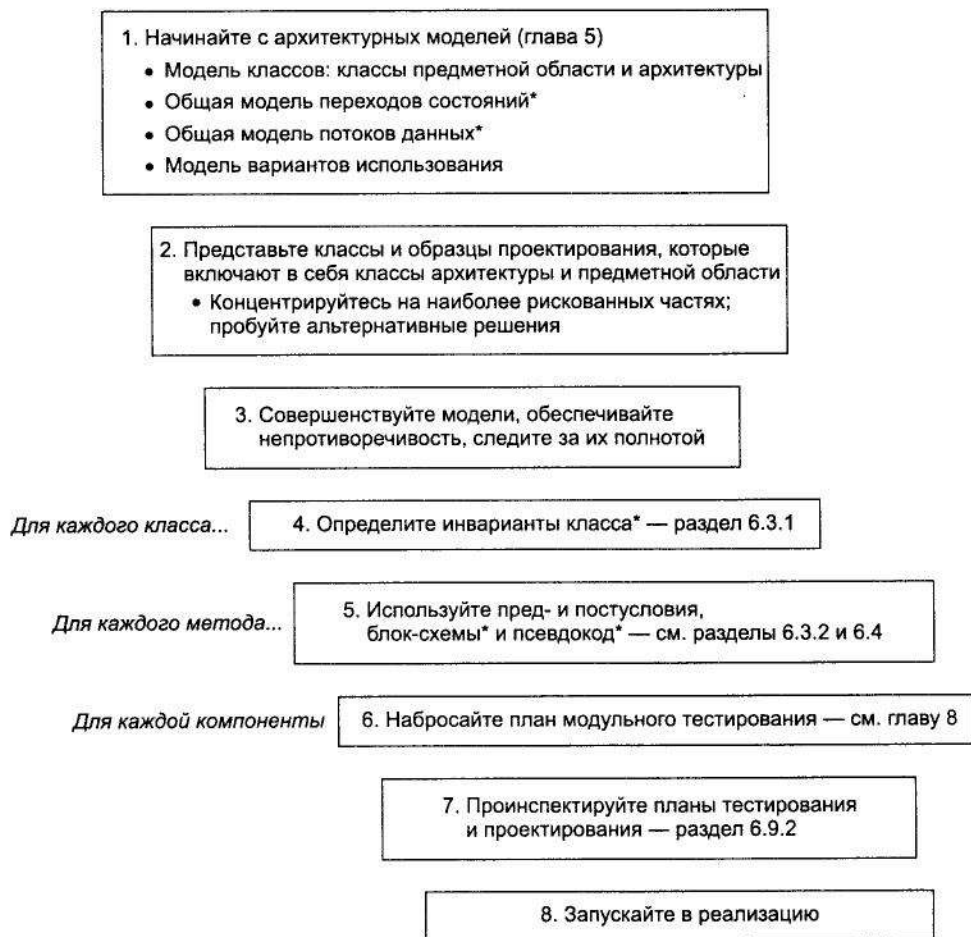 1. Начинайте с архитектурных моделей (глава 5)
• Модель классов: классы предметной области и архитектуры
• Общая модель переходов состояний*
• Общая модель потоков данных*
• Модель вариантов использования
2. Представьте классы и образцы проектирования, которые
включают в себя классы архитектуры и предметной области
• Концентрируйтесь на наиболее рискованных частях;
пробуйте альтернативные решения
3. Совершенствуйте модели, обеспечивайте
непротиворечивость, следите за их полнотой
Для каждого класса...
4. Определите инварианты класса* — раздел 6.3.1
Для каждого метода...
5. Используйте пред- и постусловия,
блок-схемы* и псевдокод* — см. разделы 6.3.2 и 6.4
Для каждой компоненты
6. Набросайте план модульного тестирования — см. главу 8
7. Проинспектируйте планы тестирования
и проектирования — раздел 6.9.2
8. Запускайте в реализацию